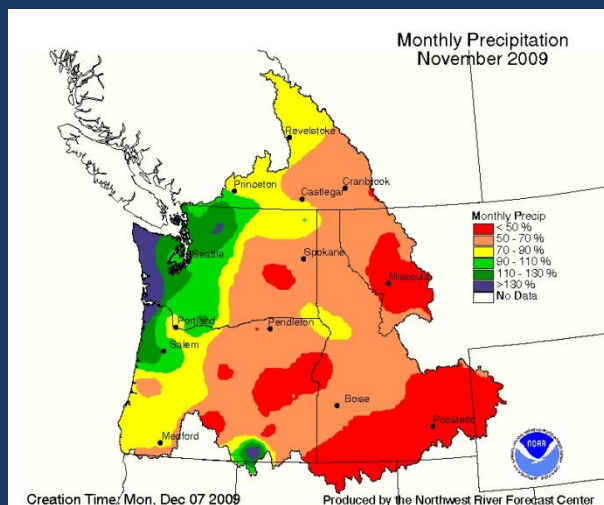 Monthly Precipitation
November 2009
Revelatoke
Princeton
Cranbrook
Castlegar
Seattle
Spokane
Missoula
Portland
Pendleton
Salem
Boise
Pocatello
Medford
Monthly Precip
< 50 %
50 - 70 %
70 - 90 %
90 - 110 %
110 - 130 %
>130 %
No Data
NOAA
Creation Time: Mon, Dec 07 2009
Produced by the Northwest River Forecast Center